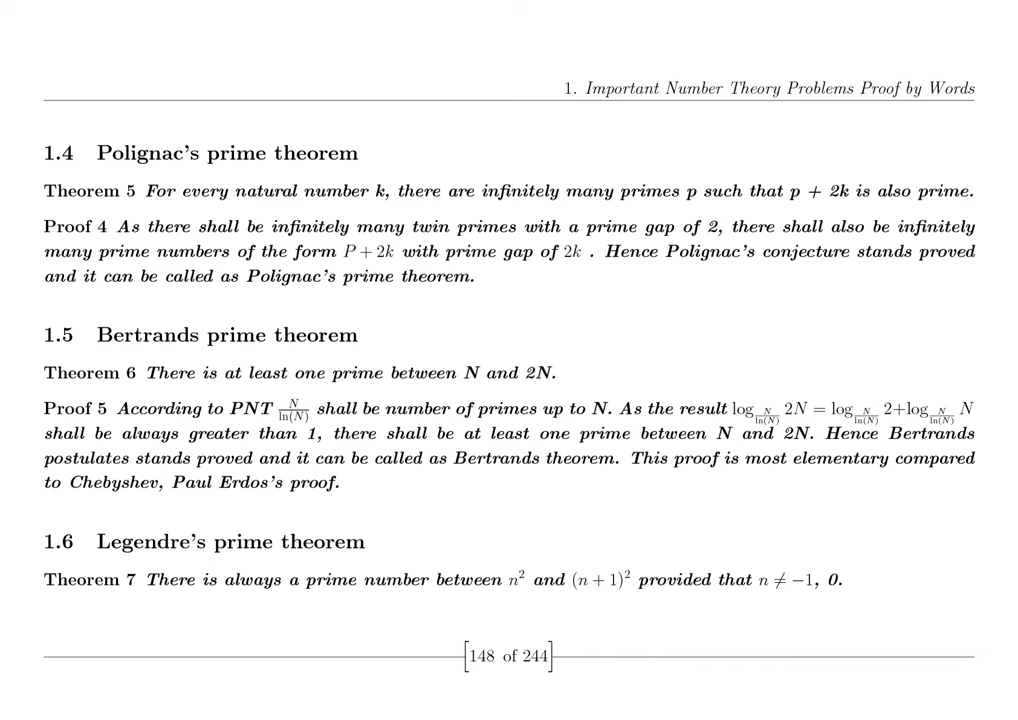 1. Important Number Theory Problems Proof by Words
1.4 Polignac's prime theorem
Theorem 5 For every natural number k, there are infinitely many primes p such that p + 2k is also prime.
Proof 4 As there shall be infinitely many twin primes with a prime gap of 2, there shall also be infinitely
many prime numbers of the form P + 2k with prime gap of 2k . Hence Polignac's conjecture stands proved
and it can be called as Polignac's prime theorem.
1.5 Bertrands prime theorem
Theorem 6 There is at least one prime between N and 2N.
Proof 5 According to PNT N/ln(N) shall be number of primes up to N. As the result log_{N/ln(N)} 2N = log_{N/ln(N)} 2+log_{N/ln(N)} N
shall be always greater than 1, there shall be at least one prime between N and 2N. Hence Bertrands
postulates stands proved and it can be called as Bertrands theorem. This proof is most elementary compared
to Chebyshev, Paul Erdos's proof.
1.6 Legendre's prime theorem
Theorem 7 There is always a prime number between n² and (n + 1)² provided that n ≠ −1, 0.
[148 of 244]